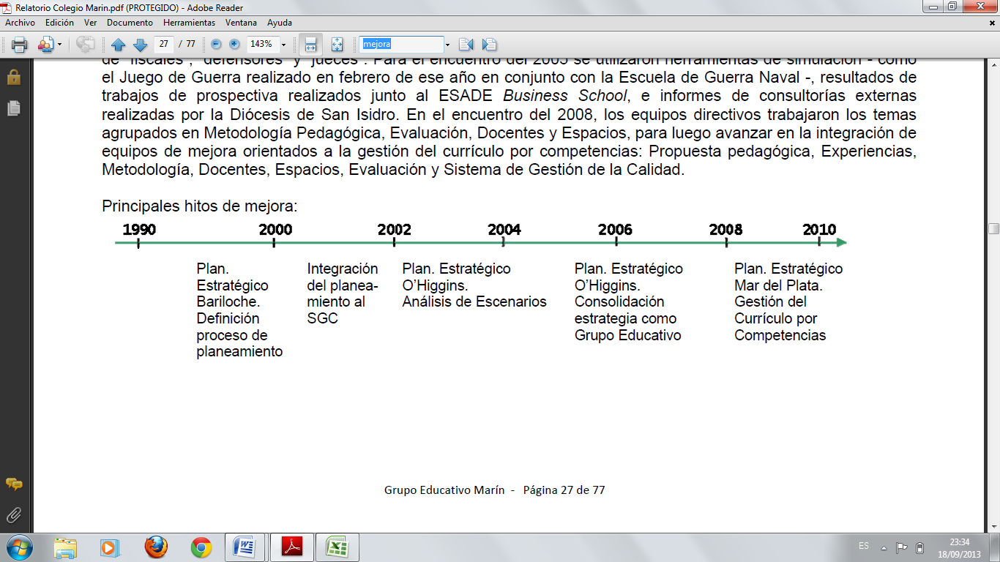 Relatorio Colegio Marin.pdf (PROTEGIDO) - Adobe Reader
Archivo Edición Ver Documento Herramientas Ventana Ayuda
27 / 77 143% mejora
de "fiscales", "defensores" y "jueces". Para el encuentro del 2005 se utilizaron herramientas de simulación - como
el Juego de Guerra realizado en febrero de ese año en conjunto con la Escuela de Guerra Naval -, resultados de
trabajos de prospectiva realizados junto al ESADE Business School, e informes de consultorías externas
realizadas por la Diócesis de San Isidro. En el encuentro del 2008, los equipos directivos trabajaron los temas
agrupados en Metodología Pedagógica, Evaluación, Docentes y Espacios, para luego avanzar en la integración de
equipos de mejora orientados a la gestión del currículo por competencias: Propuesta pedagógica, Experiencias,
Metodología, Docentes, Espacios, Evaluación y Sistema de Gestión de la Calidad.
Principales hitos de mejora:
1990 2000 2002 2004 2006 2008 2010
Plan.
Estratégico
Bariloche.
Definición
proceso de
planeamiento
Integración
del planea-
miento al
SGC
Plan. Estratégico
O'Higgins.
Análisis de Escenarios
Plan. Estratégico
O'Higgins.
Consolidación
estrategia como
Grupo Educativo
Plan. Estratégico
Mar del Plata.
Gestión del
Currículo por
Competencias
Grupo Educativo Marín - Página 27 de 77
ES
23:34
18/09/2013